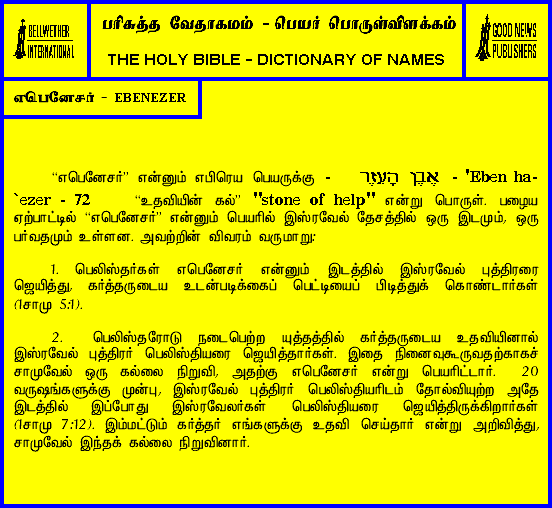 BELLWETHER
INTERNATIONAL
பரிசுத்த வேதாகமம் - பெயர் பொருள்விளக்கம்
THE HOLY BIBLE - DICTIONARY OF NAMES
GOOD NEWS
PUBLISHERS
எபெனேசர் - EBENEZER
“எபெனேசர்” என்னும் எபிரெய பெயருக்கு - אֶבֶן הָעֵזֶר - 'Eben ha-
`ezer - 72 “உதவியின் கல்” "stone of help" என்று பொருள். பழைய
ஏற்பாட்டில் “எபெனேசர்” என்னும் பெயரில் இஸ்ரவேல் தேசத்தில் ஒரு இடமும், ஒரு
பர்வதமும் உள்ளன. அவற்றின் விவரம் வருமாறு:
1. பெலிஸ்தர்கள் எபெனேசர் என்னும் இடத்தில் இஸ்ரவேல் புத்திரரை
ஜெயித்து, கர்த்தருடைய உடன்படிக்கைப் பெட்டியைப் பிடித்துக் கொண்டார்கள்
(1சாமு 5:1).
2. பெலிஸ்தரோடு நடைபெற்ற யுத்தத்தில் கர்த்தருடைய உதவியினால்
இஸ்ரவேல் புத்திரர் பெலிஸ்தியரை ஜெயித்தார்கள். இதை நினைவுகூருவதற்காகச்
சாமுவேல் ஒரு கல்லை நிறுவி, அதற்கு எபெனேசர் என்று பெயரிட்டார். 20
வருஷங்களுக்கு முன்பு, இஸ்ரவேல் புத்திரர் பெலிஸ்தியரிடம் தோல்வியுற்ற அதே
இடத்தில் இப்போது இஸ்ரவேலர்கள் பெலிஸ்தியரை ஜெயித்திருக்கிறார்கள்
(1சாமு 7:12). இம்மட்டும் கர்த்தர் எங்களுக்கு உதவி செய்தார் என்று அறிவித்து,
சாமுவேல் இந்தக் கல்லை நிறுவினார்.